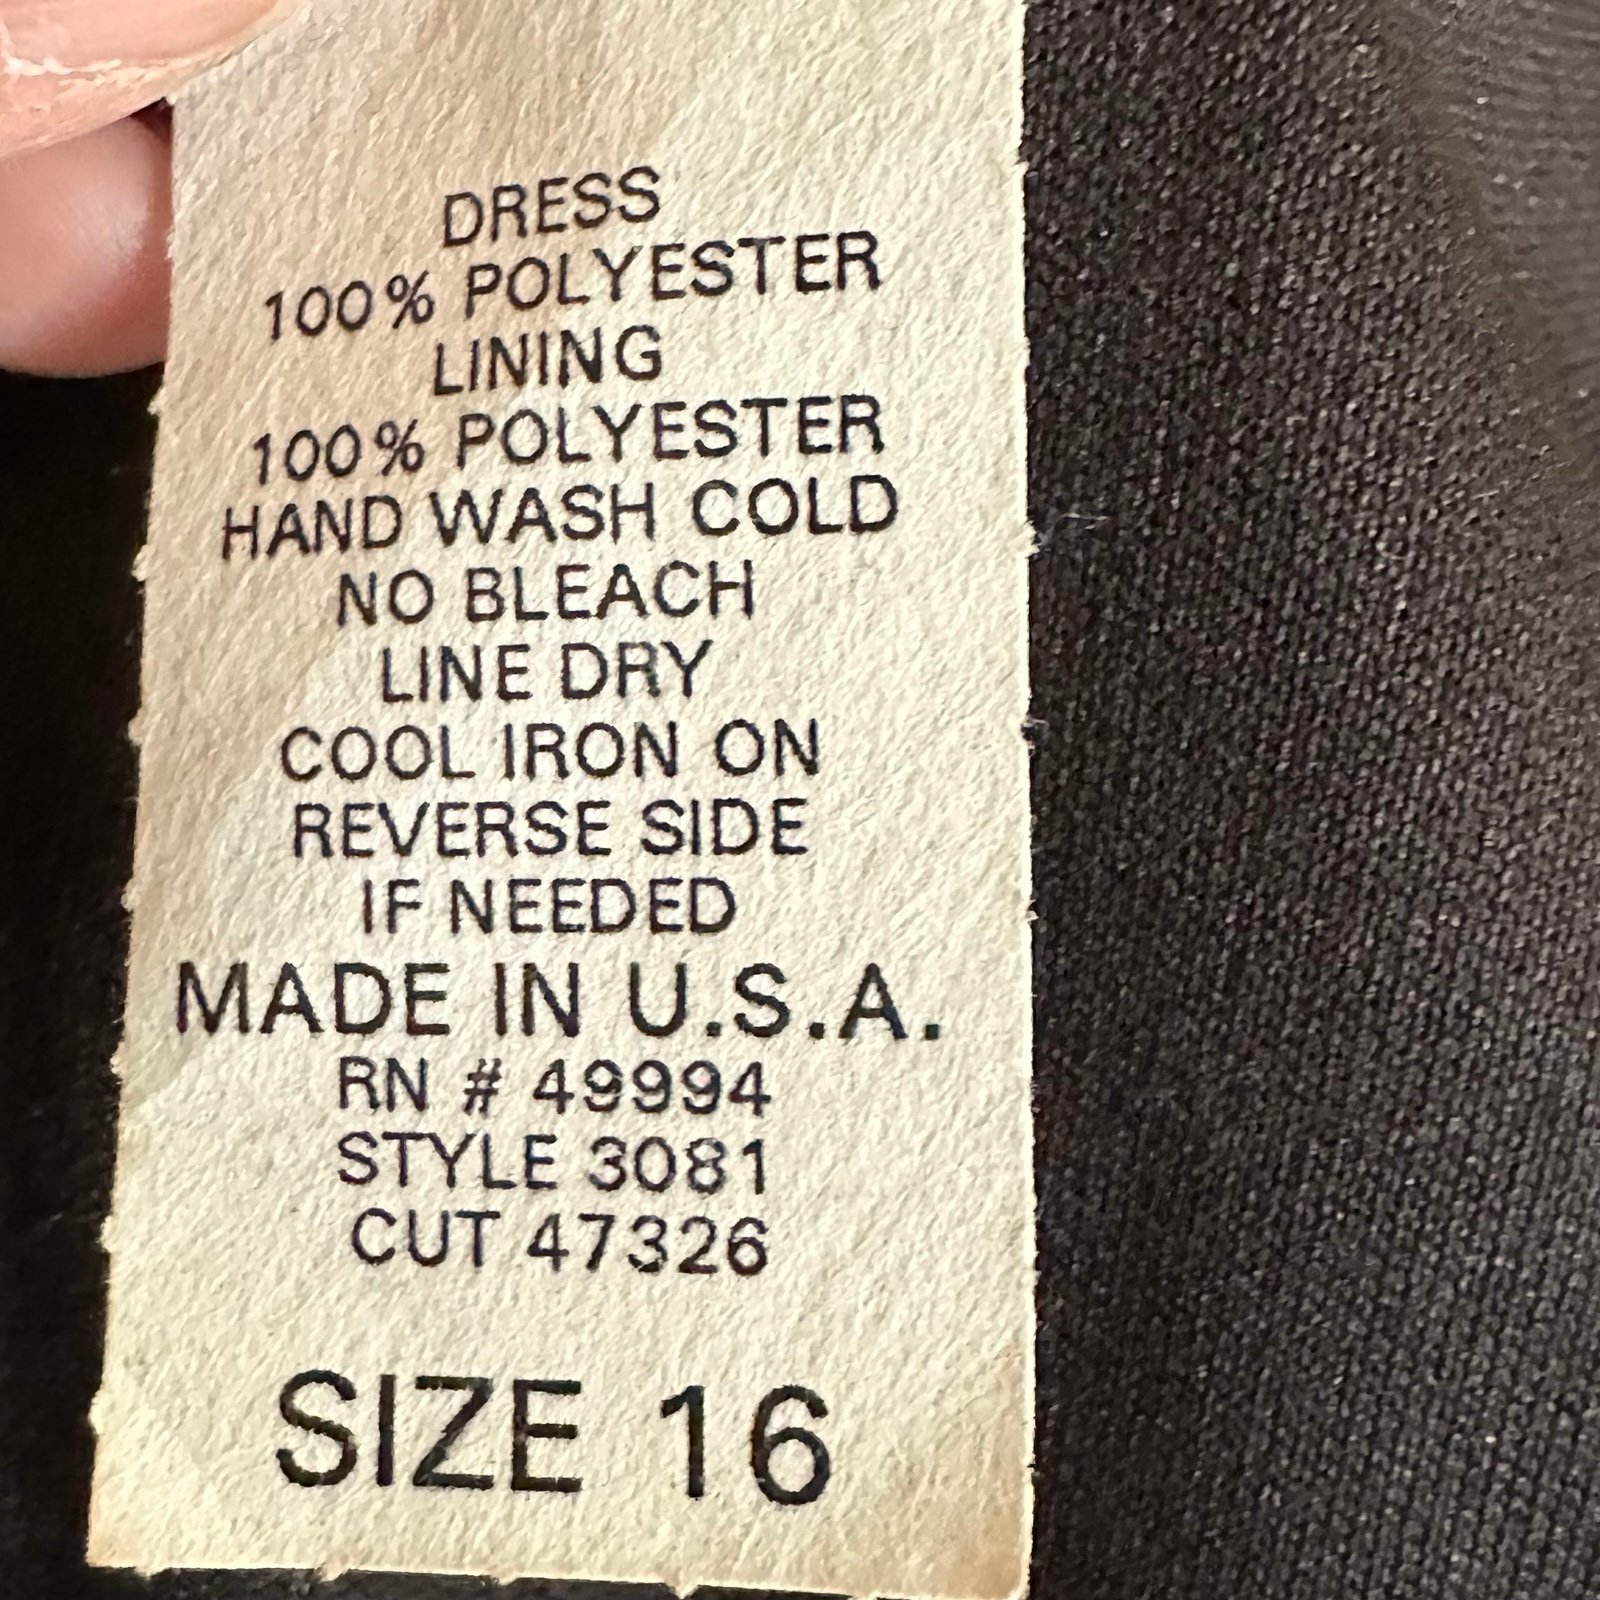 DRESS
100% POLYESTER
LINING
100% POLYESTER
HAND WASH COLD
NO BLEACH
LINE DRY
COOL IRON ON
REVERSE SIDE
IF NEEDED
MADE IN U.S.A.
RN # 49994
STYLE 3081
CUT 47326
SIZE 16